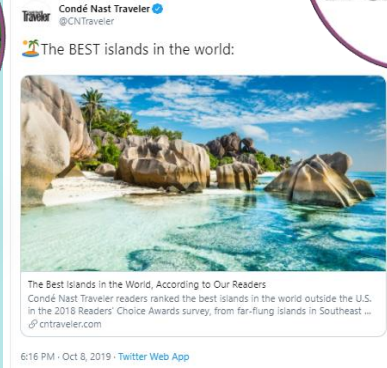 Traveler
Condé Nast Traveler
@CNTraveler
The BEST islands in the world:
The Best Islands in the World, According to Our Readers
Condé Nast Traveler readers ranked the best islands in the world outside the U.S.
in the 2018 Readers' Choice Awards survey, from far-flung islands in Southeast ...
cntraveler.com
6:16 PM · Oct 8, 2019 · Twitter Web App